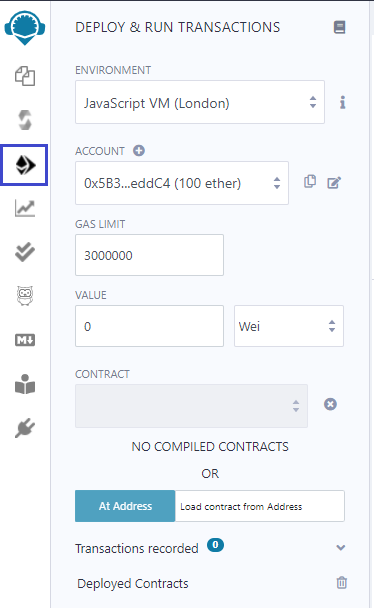 DEPLOY & RUN TRANSACTIONS
ENVIRONMENT
JavaScript VM (London)
ACCOUNT
0x5B3...eddC4 (100 ether)
GAS LIMIT
3000000
VALUE
0
Wei
CONTRACT
NO COMPILED CONTRACTS
OR
At Address
Load contract from Address
Transactions recorded 0
Deployed Contracts